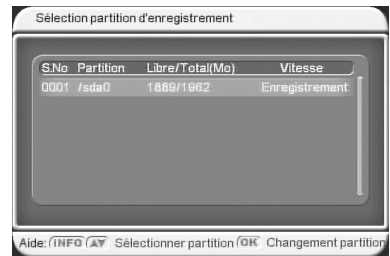 Sélection partition d'enregistrement
S.No Partition Libre/Total(Mo) Vitesse
0001 /sda0 1889/1962 Enregistrement
Aide: INFO ▲▼ Sélectionner partition OK Changement partition